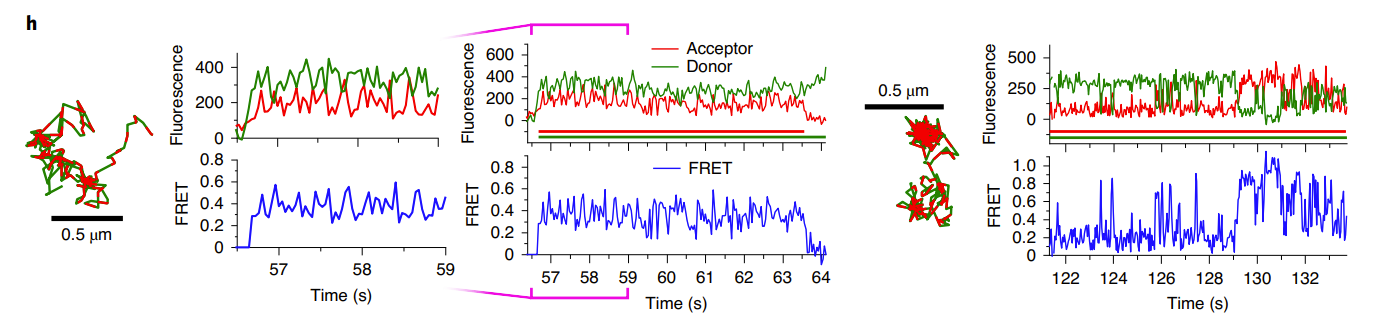 h
0.5 μm
Fluorescence
400
200
0
FRET
0.8
0.6
0.4
0.2
0
57
58
59
Time (s)
Fluorescence
600
400
200
0
Acceptor
Donor
FRET
0.8
0.6
0.4
0.2
0
FRET
57
58
59
60
61
62
63
64
Time (s)
0.5 μm
Fluorescence
500
250
0
FRET
1.0
0.8
0.6
0.4
0.2
0
122
124
126
128
130
132
Time (s)